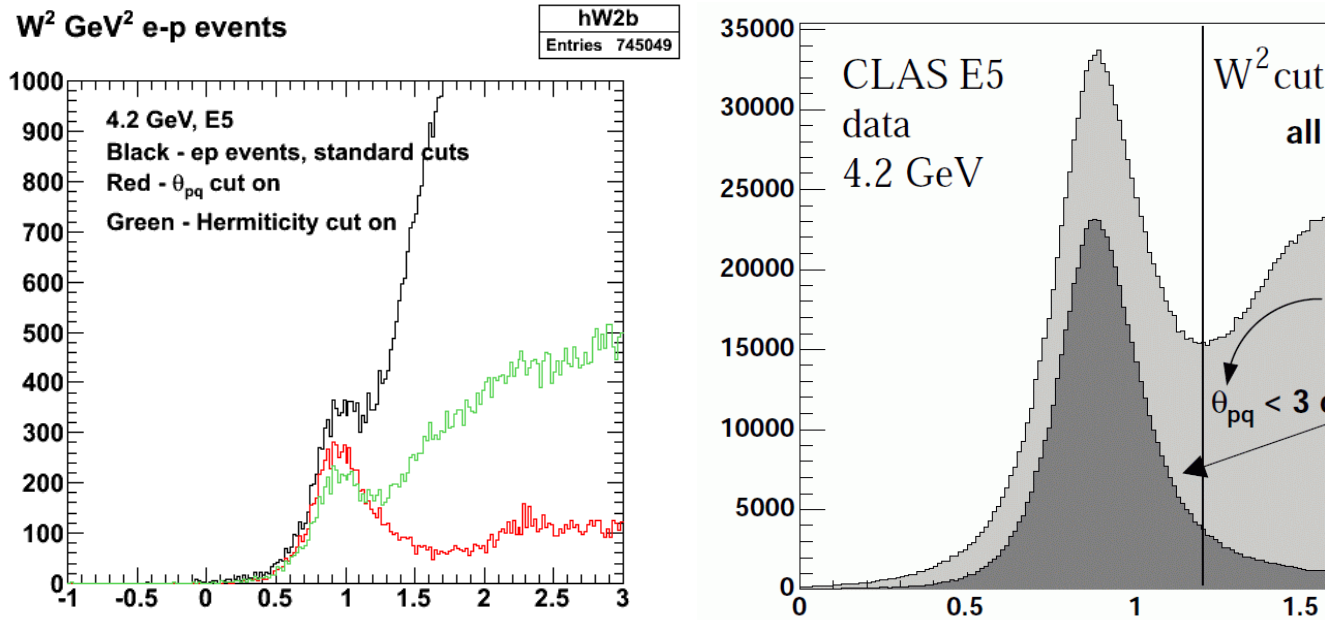 W² GeV² e-p events
hW2b
Entries 745049
1000
900
800
700
600
500
400
300
200
100
0
4.2 GeV, E5
Black - ep events, standard cuts
Red - θpq cut on
Green - Hermiticity cut on
-1 -0.5 0 0.5 1 1.5 2 2.5 3
35000
30000
25000
20000
15000
10000
5000
0
CLAS E5
data
4.2 GeV
W² cut
all
θpq < 3
0 0.5 1 1.5